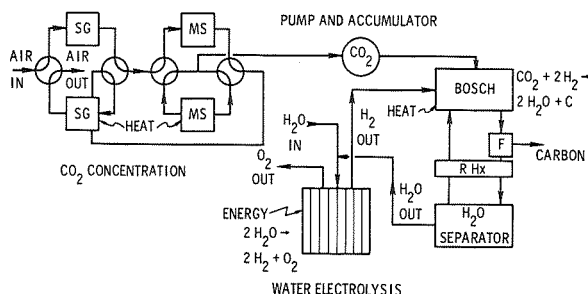 PUMP AND ACCUMULATOR
SG
MS
AIR
IN
AIR
OUT
CO2
BOSCH
CO2 + 2H2 →
2H2O + C
HEAT
SG
HEAT
MS
H2O
IN
H2
OUT
F
CARBON
CO2 CONCENTRATION
O2
OUT
R Hx
H2O
OUT
ENERGY
2 H2O →
2 H2 + O2
H2O
SEPARATOR
WATER ELECTROLYSIS